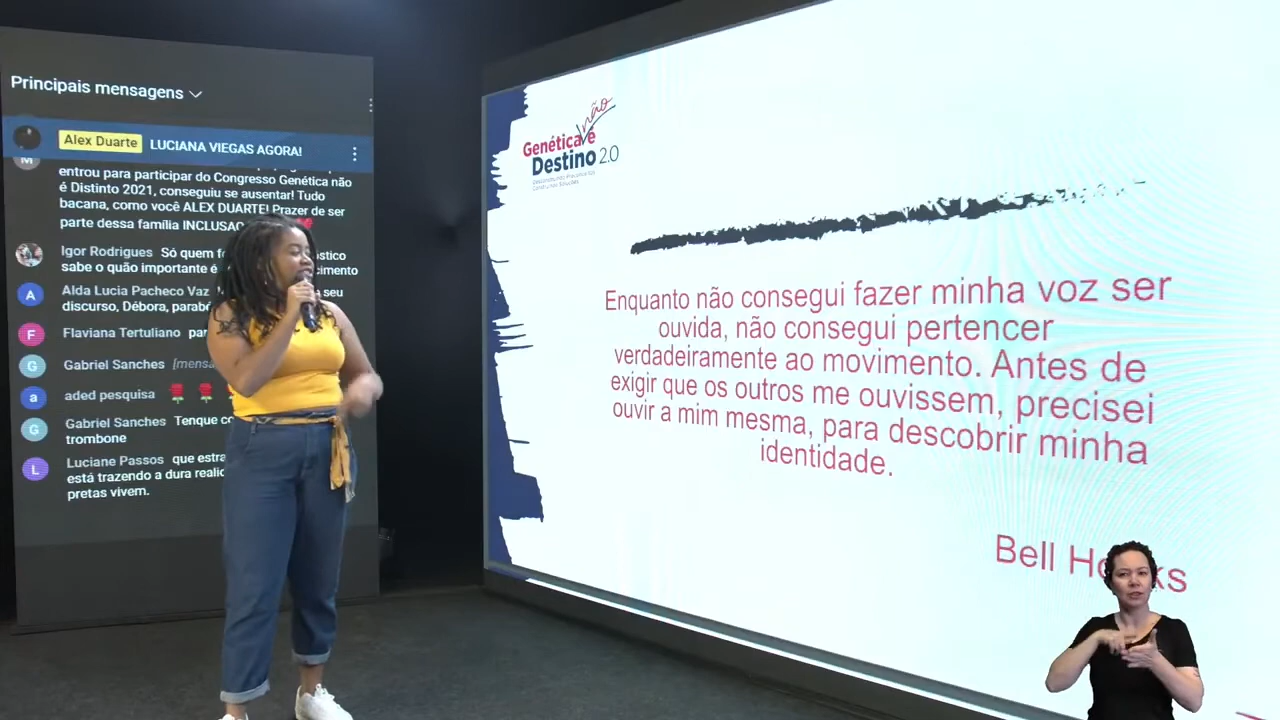 Principais mensagens
Alex Duarte LUCIANA VIEGAS AGORA!
entrou para participar do Congresso Genética não
é Distinto 2021, conseguiu se ausentar! Tudo
bacana, como você ALEX DUARTE! Prazer de ser
parte dessa família INCLUSAO
Igor Rodrigues Só quem
sabe o quão importante é
Alda Lucia Pacheco Vaz seu
discurso, Débora,
Flaviana Tertuliano
Gabriel Sanches
aded pesquisa
Gabriel Sanches Tenque
trombone
Luciane Passos que
está trazendo a dura
pretas vivem.
Genética não é
Destino 2.0
Enquanto não consegui fazer minha voz ser
ouvida, não consegui pertencer
verdadeiramente ao movimento. Antes de
exigir que os outros me ouvissem, precisei
ouvir a mim mesma, para descobrir minha
identidade.
Bell